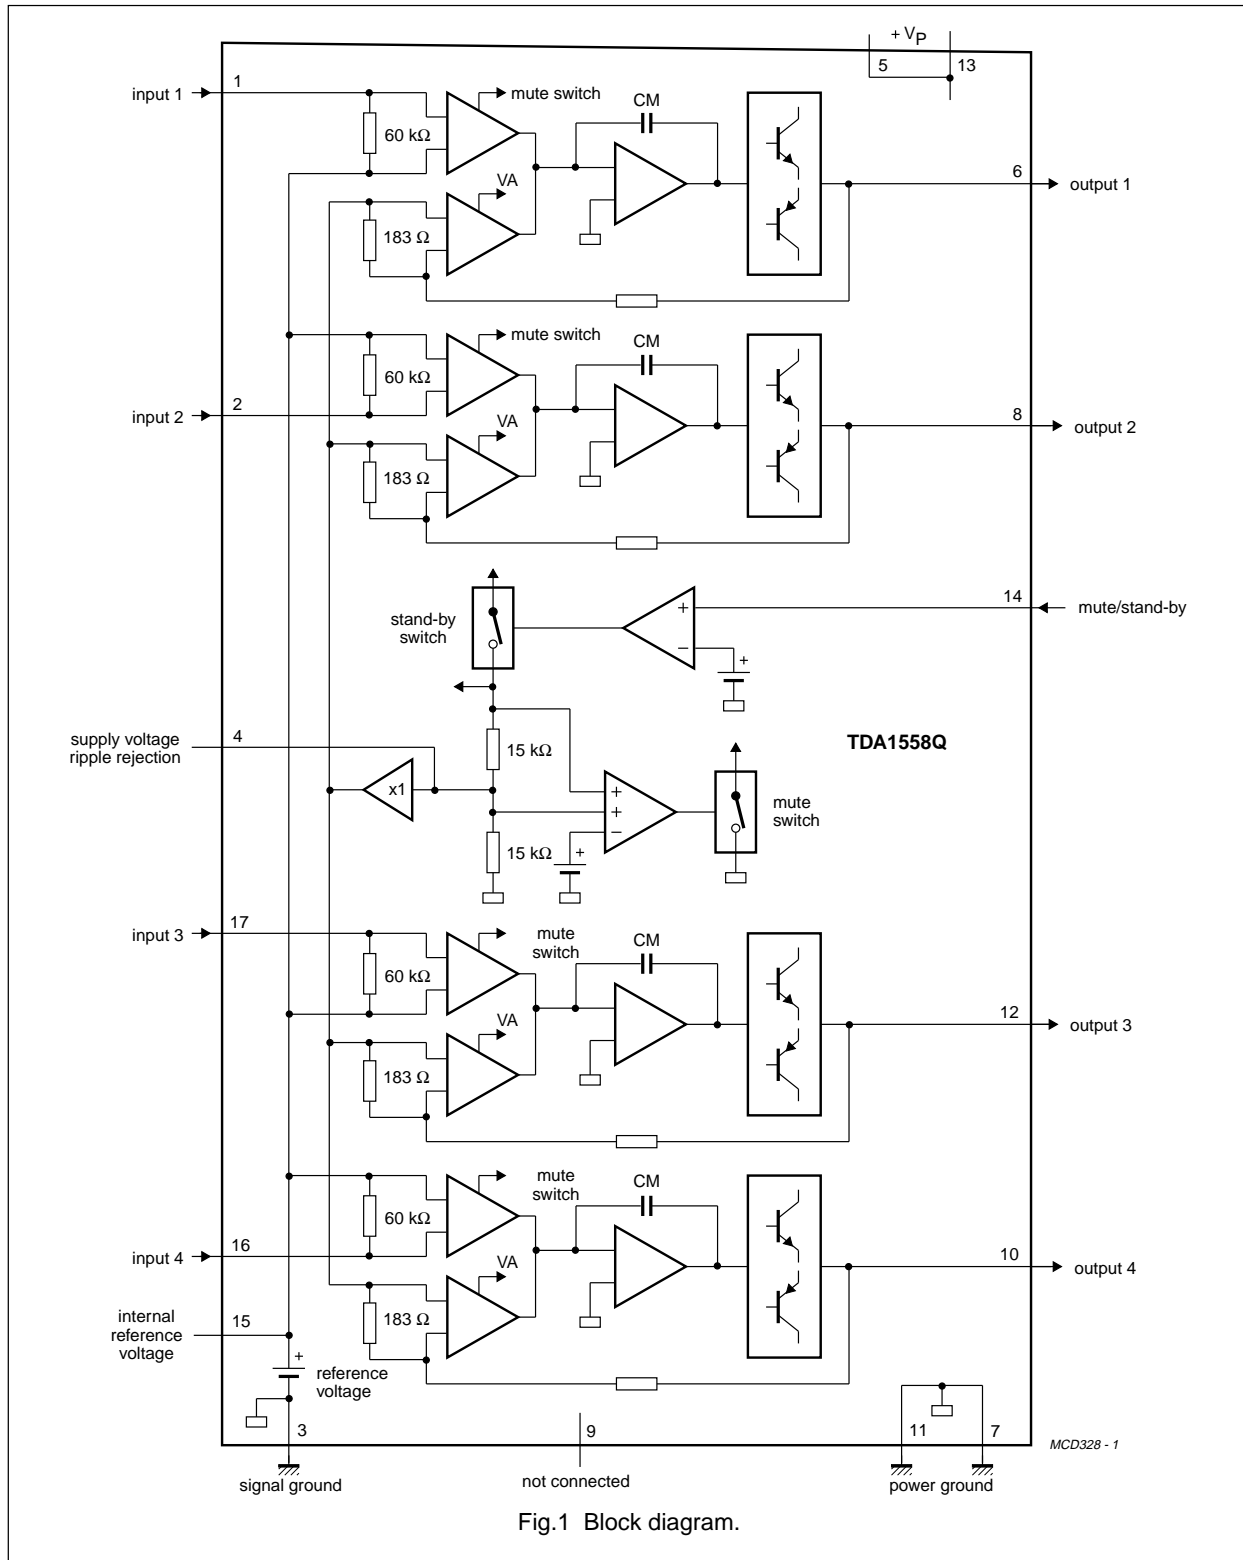 + VP
5
13
input 1
1
mute switch
CM
60 kΩ
VA
6
output 1
183 Ω
mute switch
CM
60 kΩ
input 2
2
VA
8
output 2
183 Ω
stand-by
switch
+
−
+
14
mute/stand-by
supply voltage
ripple rejection
4
15 kΩ
TDA1558Q
x1
+
+
−
mute
switch
15 kΩ
+
input 3
17
mute
switch
CM
60 kΩ
VA
12
output 3
183 Ω
mute
switch
CM
60 kΩ
input 4
16
VA
10
output 4
183 Ω
internal
reference
voltage
15
+
reference
voltage
3
9
11
7
MCD328 - 1
signal ground
not connected
power ground
Fig.1 Block diagram.